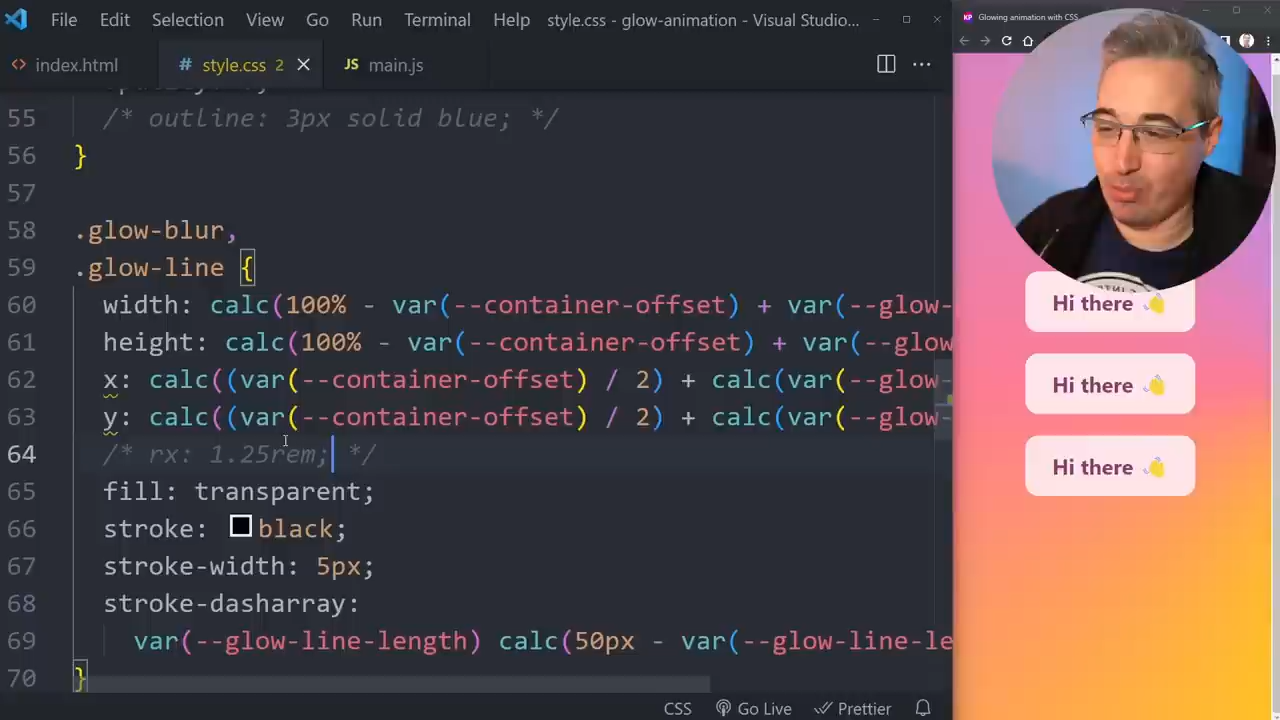 File Edit Selection View Go Run Terminal Help style.css - glow-animation - Visual Studio...
KP Glowing animation with CSS
index.html
# style.css 2
JS main.js
55 /* outline: 3px solid blue; */
56 }
57
58 .glow-blur,
59 .glow-line {
60 width: calc(100% - var(--container-offset) + var(--glow-
61 height: calc(100% - var(--container-offset) + var(--glow
62 x: calc((var(--container-offset) / 2) + calc(var(--glow-
63 y: calc((var(--container-offset) / 2) + calc(var(--glow-
64 /* rx: 1.25rem; */
65 fill: transparent;
66 stroke: black;
67 stroke-width: 5px;
68 stroke-dasharray:
69 var(--glow-line-length) calc(50px - var(--glow-line-le
70 }
Hi there 👋
Hi there 👋
Hi there 👋
CSS Go Live Prettier